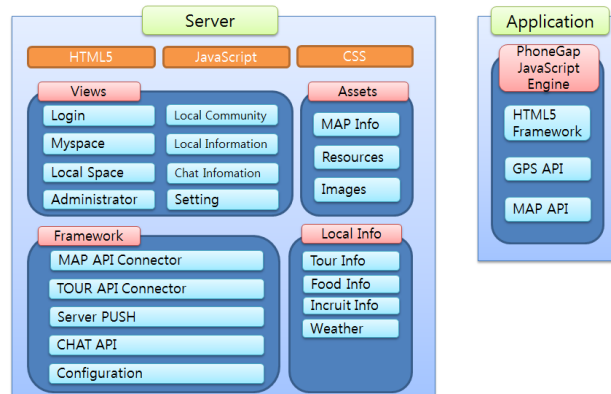 Server
HTML5
JavaScript
CSS
Views
Login
Myspace
Local Space
Administrator
Local Community
Local Information
Chat Infomation
Setting
Assets
MAP Info
Resources
Images
Framework
MAP API Connector
TOUR API Connector
Server PUSH
CHAT API
Configuration
Local Info
Tour Info
Food Info
Incruit Info
Weather
Application
PhoneGap
JavaScript
Engine
HTML5
Framework
GPS API
MAP API